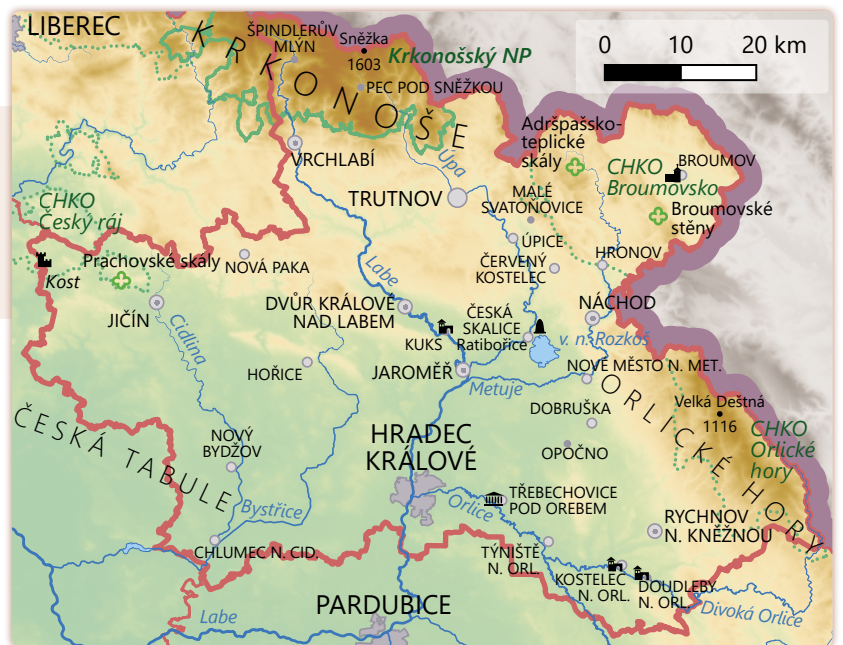 LIBEREC
ŠPINDLERŮV
MLÝN
Sněžka
1603
Krkonošský NP
0 10 20 km
KRKONOŠE
PEC POD SNĚŽKOU
VRCHLABÍ
Úpa
Adršpašsko-
teplické
skály
CHKO
Broumovsko
BROUMOV
Broumovské
stěny
TRUTNOV
MALÉ
SVATOŇOVICE
CHKO
Český ráj
ÚPICE
HRONOV
Kost
Prachovské skály
NOVÁ PAKA
Labe
ČERVENÝ
KOSTELEC
JIČÍN
Cidlina
DVŮR KRÁLOVÉ
NAD LABEM
KUKS
ČESKÁ
SKALICE
Ratibořice
NÁCHOD
v. n. Rozkoš
HOŘICE
JAROMĚŘ
Metuje
NOVÉ MĚSTO N. MET.
ORLICKÉ HORY
Velká Deštná
1116
DOBRUŠKA
CHKO
Orlické
hory
ČESKÁ TABULE
NOVÝ
BYDŽOV
HRADEC
KRÁLOVÉ
OPOČNO
Bystřice
Orlice
TŘEBECHOVICE
POD OREBEM
RYCHNOV
N. KNĚŽNOU
CHLUMEC N. CID.
TÝNIŠTĚ
N. ORL.
KOSTELEC
N. ORL.
DOUDLEBY
N. ORL.
Divoká Orlice
Labe
PARDUBICE